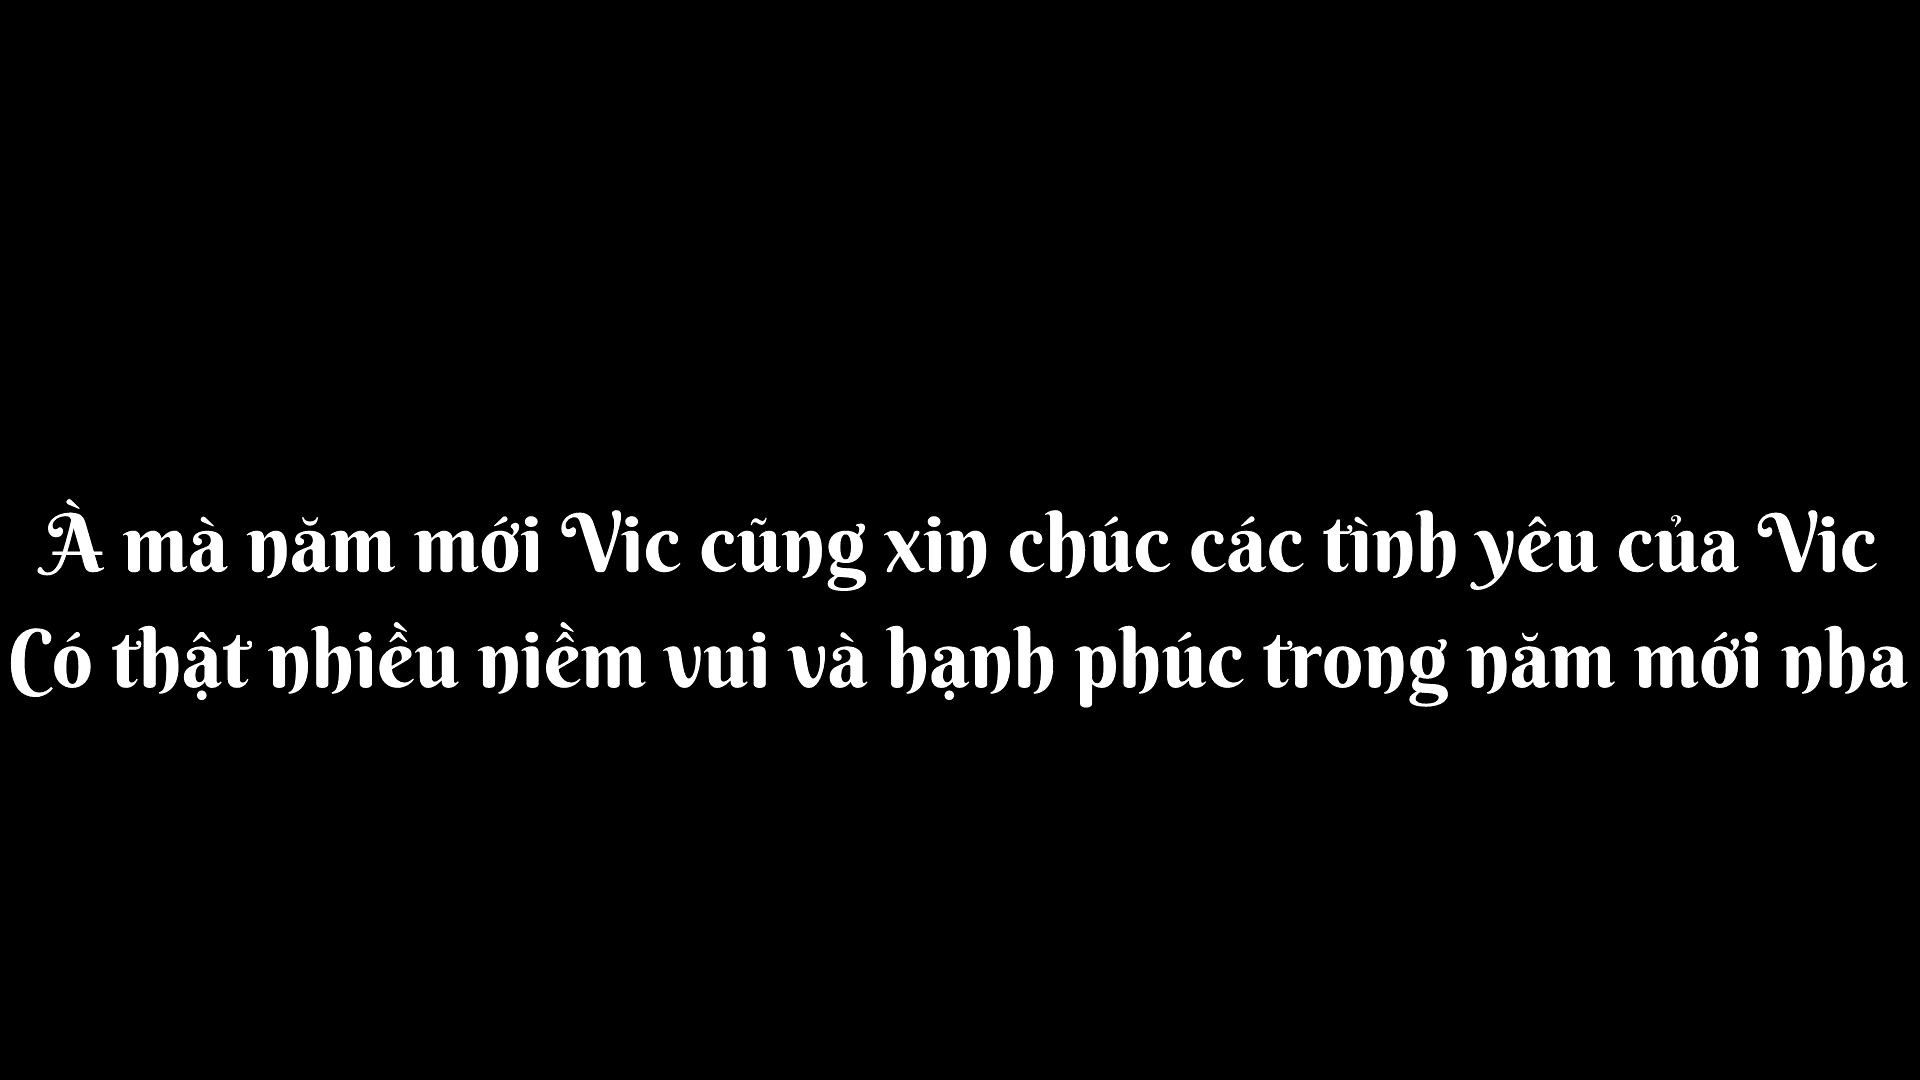 À mà năm mới Vic cũng xin chúc các tình yêu của Vic
Có thật nhiều niềm vui và hạnh phúc trong năm mới nha